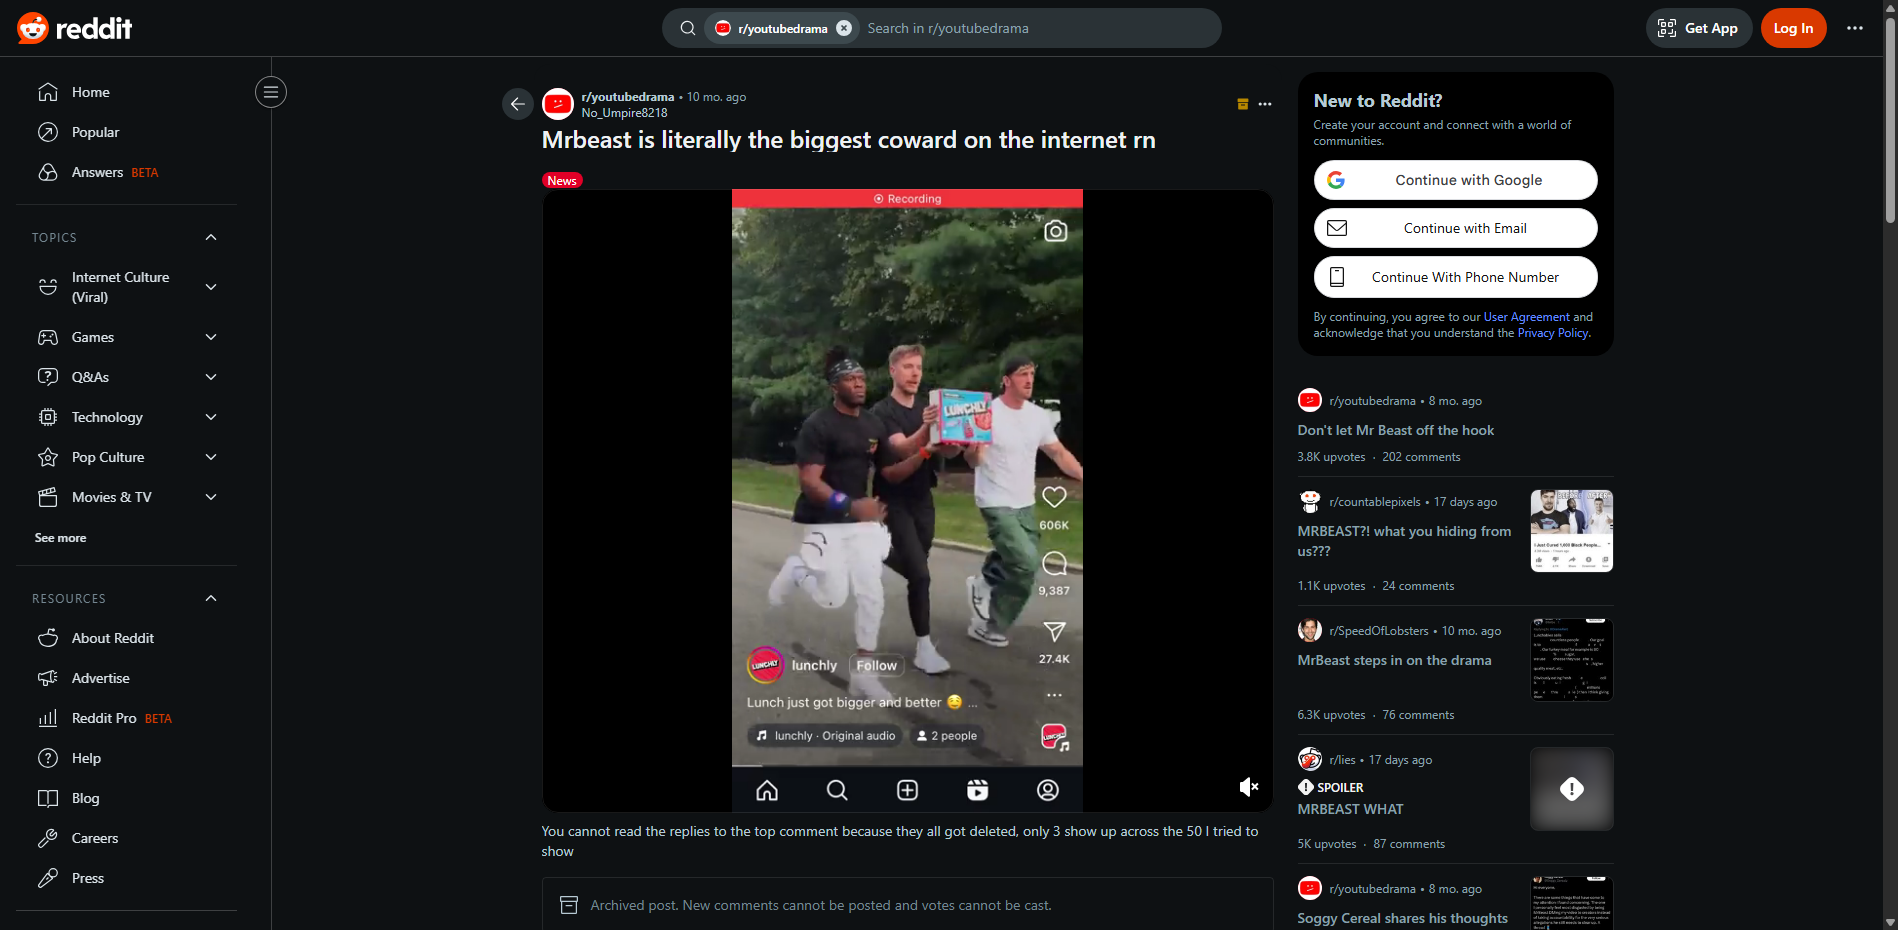 reddit
r/youtubedrama
Search in r/youtubedrama
Get App
Log In
Home
Popular
Answers BETA
TOPICS
Internet Culture
(Viral)
Games
Q&As
Technology
Pop Culture
Movies & TV
See more
RESOURCES
About Reddit
Advertise
Reddit Pro BETA
Help
Blog
Careers
Press
r/youtubedrama • 10 mo. ago
No_Umpire8218
Mrbeast is literally the biggest coward on the internet rn
News
Recording
LUNCHLY
606K
9,387
27.4K
LUNCHLY
lunchly Follow
Lunch just got bigger and better 😋 ...
lunchly · Original audio
2 people
You cannot read the replies to the top comment because they all got deleted, only 3 show up across the 50 I tried to
show
Archived post. New comments cannot be posted and votes cannot be cast.
New to Reddit?
Create your account and connect with a world of
communities.
Continue with Google
Continue with Email
Continue With Phone Number
By continuing, you agree to our User Agreement and
acknowledge that you understand the Privacy Policy.
r/youtubedrama • 8 mo. ago
Don't let Mr Beast off the hook
3.8K upvotes · 202 comments
r/countablepixels • 17 days ago
MRBEAST?! what you hiding from
us???
I Just Cured 1,000 Black People...
1.1K upvotes · 24 comments
r/SpeedOfLobsters • 10 mo. ago
MrBeast steps in on the drama
6.3K upvotes · 76 comments
r/lies • 17 days ago
SPOILER
MRBEAST WHAT
5K upvotes · 87 comments
r/youtubedrama • 8 mo. ago
Soggy Cereal shares his thoughts